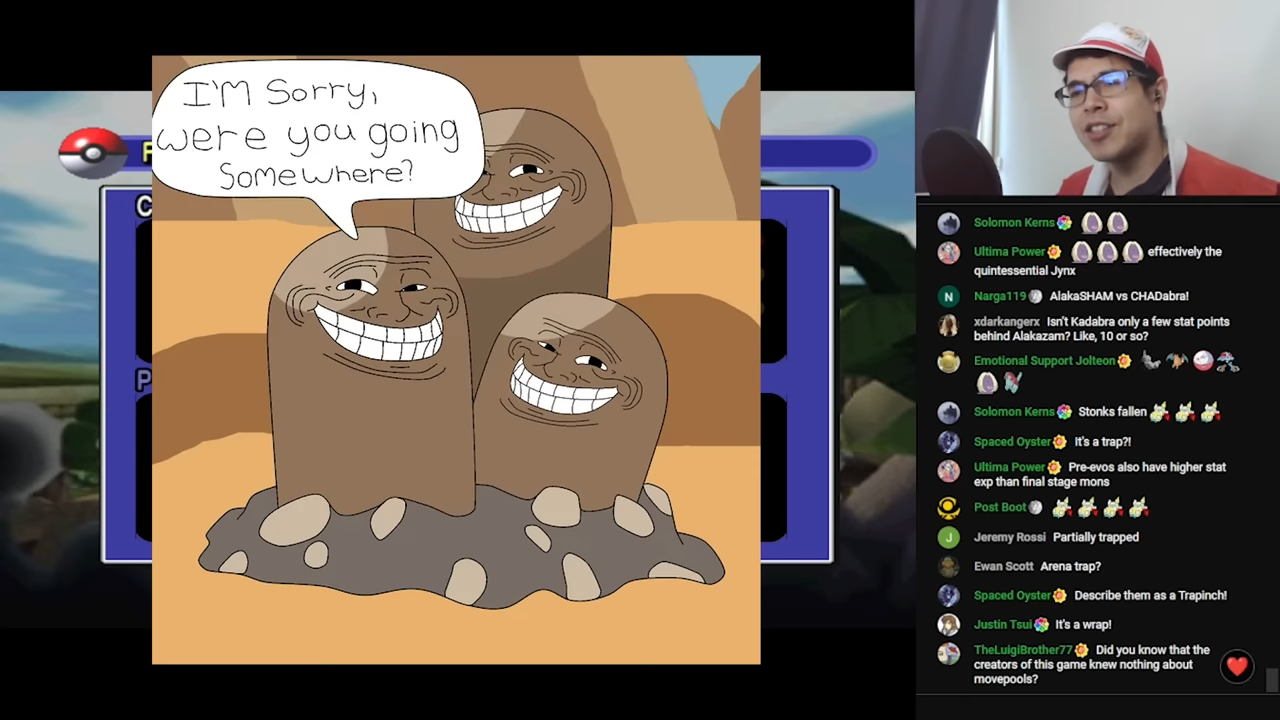 I'M Sorry,
were you going
Somewhere?
F
C
P
Solomon Kerns
Ultima Power effectively the
quintessential Jynx
N Narga119 AlakaSHAM vs CHADabra!
xdarkangerx Isn't Kadabra only a few stat points
behind Alakazam? Like, 10 or so?
Emotional Support Jolteon
Solomon Kerns Stonks fallen
Spaced Oyster It's a trap?!
Ultima Power Pre-evos also have higher stat
exp than final stage mons
Post Boot
J Jeremy Rossi Partially trapped
Ewan Scott Arena trap?
Spaced Oyster Describe them as a Trapinch!
Justin Tsui It's a wrap!
TheLuigiBrother77 Did you know that the
creators of this game knew nothing about
movepools?